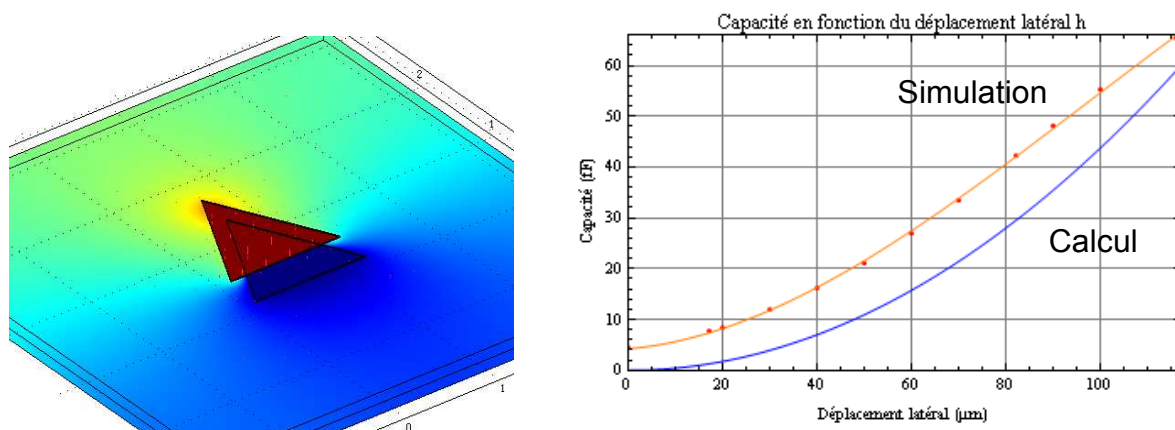 2
1
1
0
Capacité en fonction du déplacement latéral h
60
50
40
30
20
10
0
Capacité (fF)
Simulation
Calcul
0 20 40 60 80 100
Déplacement latéral (µm)